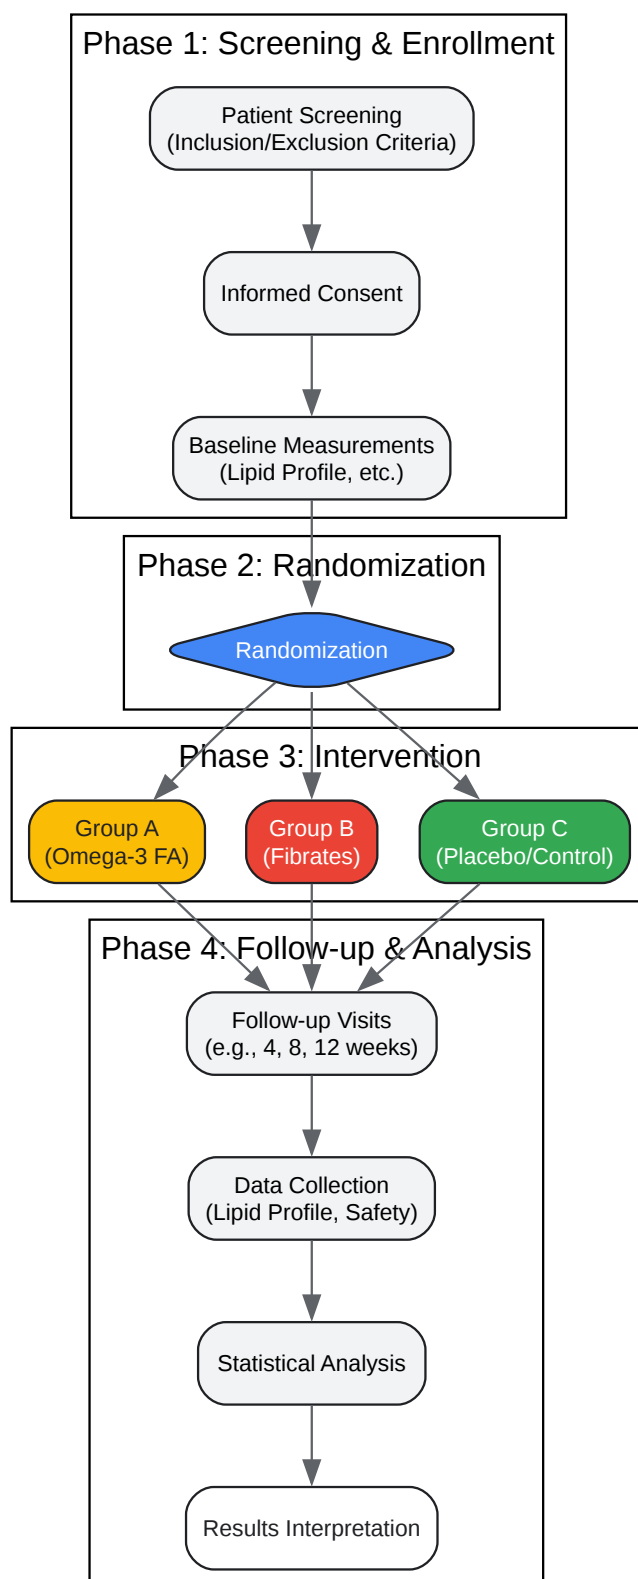 Phase 1: Screening & Enrollment
Patient Screening
(Inclusion/Exclusion Criteria)
Informed Consent
Baseline Measurements
(Lipid Profile, etc.)
Phase 2: Randomization
Randomization
Phase 3: Intervention
Group A
(Omega-3 FA)
Group B
(Fibrates)
Group C
(Placebo/Control)
Phase 4: Follow-up & Analysis
Follow-up Visits
(e.g., 4, 8, 12 weeks)
Data Collection
(Lipid Profile, Safety)
Statistical Analysis
Results Interpretation